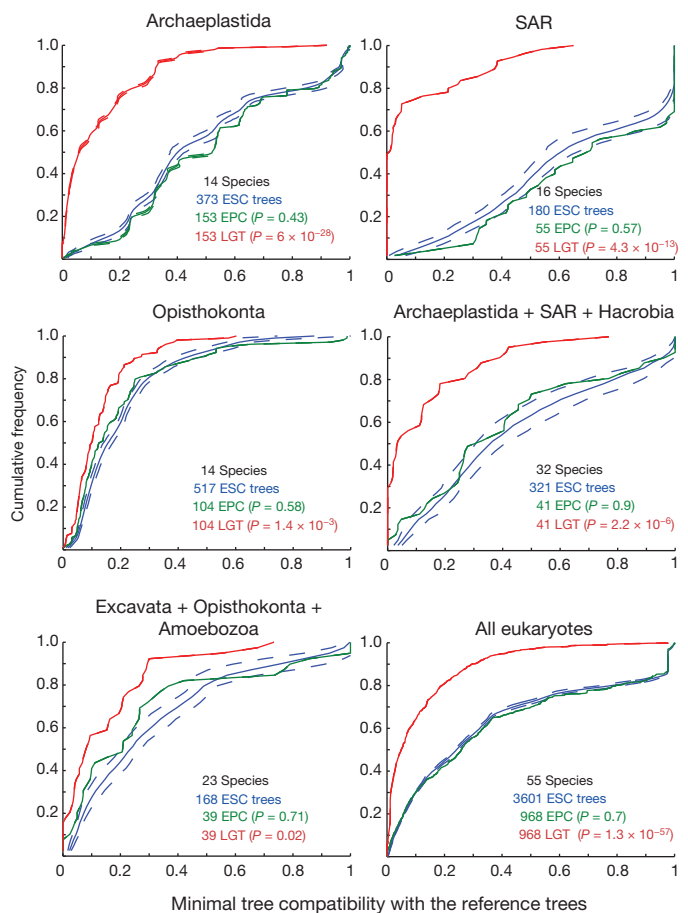 Archaeplastida
SAR
1.0
0.8
0.6
0.4
0.2
0
0.2
0.4
0.6
0.8
1
14 Species
373 ESC trees
153 EPC (P = 0.43)
153 LGT (P = 6 × 10⁻²⁸)
1.0
0.8
0.6
0.4
0.2
0
0.2
0.4
0.6
0.8
1
16 Species
180 ESC trees
55 EPC (P = 0.57)
55 LGT (P = 4.3 × 10⁻¹³)
Cumulative frequency
Opisthokonta
Archaeplastida + SAR + Hacrobia
1.0
0.8
0.6
0.4
0.2
0
0.2
0.4
0.6
0.8
1
14 Species
517 ESC trees
104 EPC (P = 0.58)
104 LGT (P = 1.4 × 10⁻³)
1.0
0.8
0.6
0.4
0.2
0
0.2
0.4
0.6
0.8
1
32 Species
321 ESC trees
41 EPC (P = 0.9)
41 LGT (P = 2.2 × 10⁻⁶)
Excavata + Opisthokonta +
Amoebozoa
All eukaryotes
1.0
0.8
0.6
0.4
0.2
0
0.2
0.4
0.6
0.8
1
23 Species
168 ESC trees
39 EPC (P = 0.71)
39 LGT (P = 0.02)
1.0
0.8
0.6
0.4
0.2
0
0.2
0.4
0.6
0.8
1
55 Species
3601 ESC trees
968 EPC (P = 0.7)
968 LGT (P = 1.3 × 10⁻⁵⁷)
Minimal tree compatibility with the reference trees